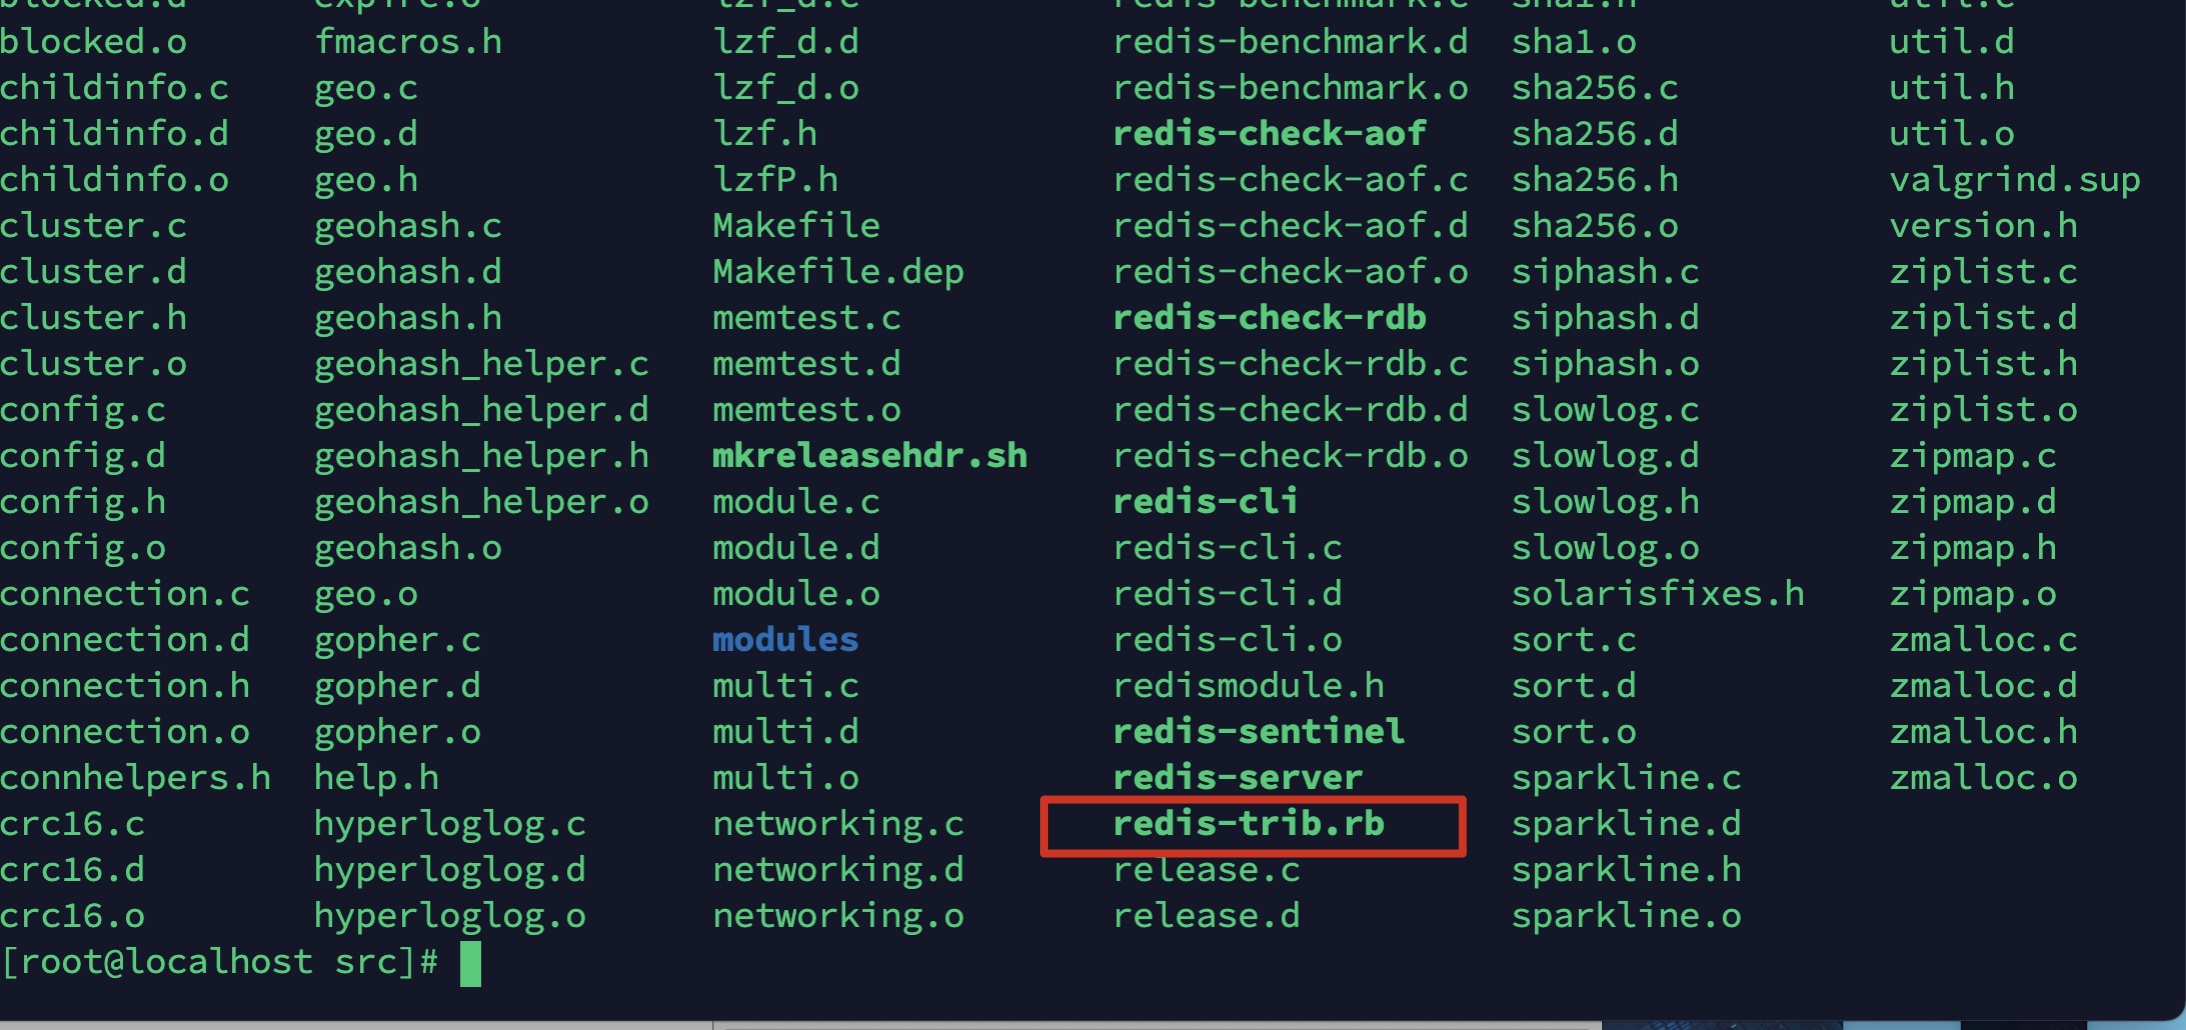 blocked.d expire.o lzf_d.c redis-benchmark.c sha1.h util.c
blocked.o fmacros.h lzf_d.d redis-benchmark.d sha1.o util.d
childinfo.c geo.c lzf_d.o redis-benchmark.o sha256.c util.h
childinfo.d geo.d lzf.h redis-check-aof sha256.d util.o
childinfo.o geo.h lzfP.h redis-check-aof.c sha256.h valgrind.sup
cluster.c geohash.c Makefile redis-check-aof.d sha256.o version.h
cluster.d geohash.d Makefile.dep redis-check-aof.o siphash.c ziplist.c
cluster.h geohash.h memtest.c redis-check-rdb siphash.d ziplist.d
cluster.o geohash_helper.c memtest.d redis-check-rdb.c siphash.o ziplist.h
config.c geohash_helper.d memtest.o redis-check-rdb.d slowlog.c ziplist.o
config.d geohash_helper.h mkreleasehdr.sh redis-check-rdb.o slowlog.d zipmap.c
config.h geohash_helper.o module.c redis-cli slowlog.h zipmap.d
config.o geohash.o module.d redis-cli.c slowlog.o zipmap.h
connection.c geo.o module.o redis-cli.d solarisfixes.h zipmap.o
connection.d gopher.c modules redis-cli.o sort.c zmalloc.c
connection.h gopher.d multi.c redismodule.h sort.d zmalloc.d
connection.o gopher.o multi.d redis-sentinel sort.o zmalloc.h
connhelpers.h help.h multi.o redis-server sparkline.c zmalloc.o
crc16.c hyperloglog.c networking.c redis-trib.rb sparkline.d
crc16.d hyperloglog.d networking.d release.c sparkline.h
crc16.o hyperloglog.o networking.o release.d sparkline.o
[root@localhost src]#